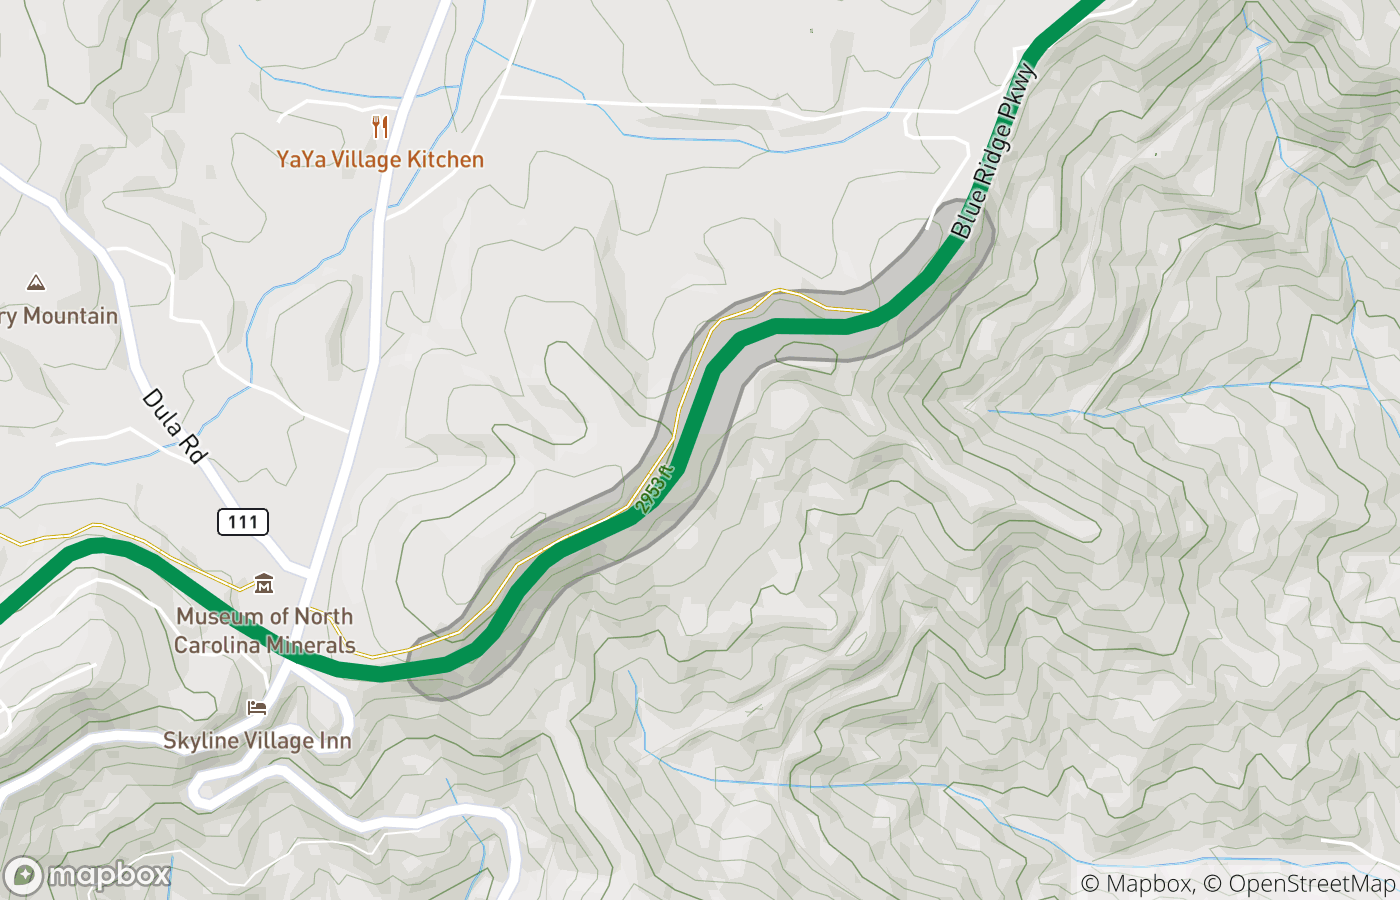 Blue Ridge Pkwy
YaYa Village Kitchen
ry Mountain
Dula Rd
2953 ft
111
Museum of North
Carolina Minerals
Skyline Village Inn
mapbox
© Mapbox, © OpenStreetMap